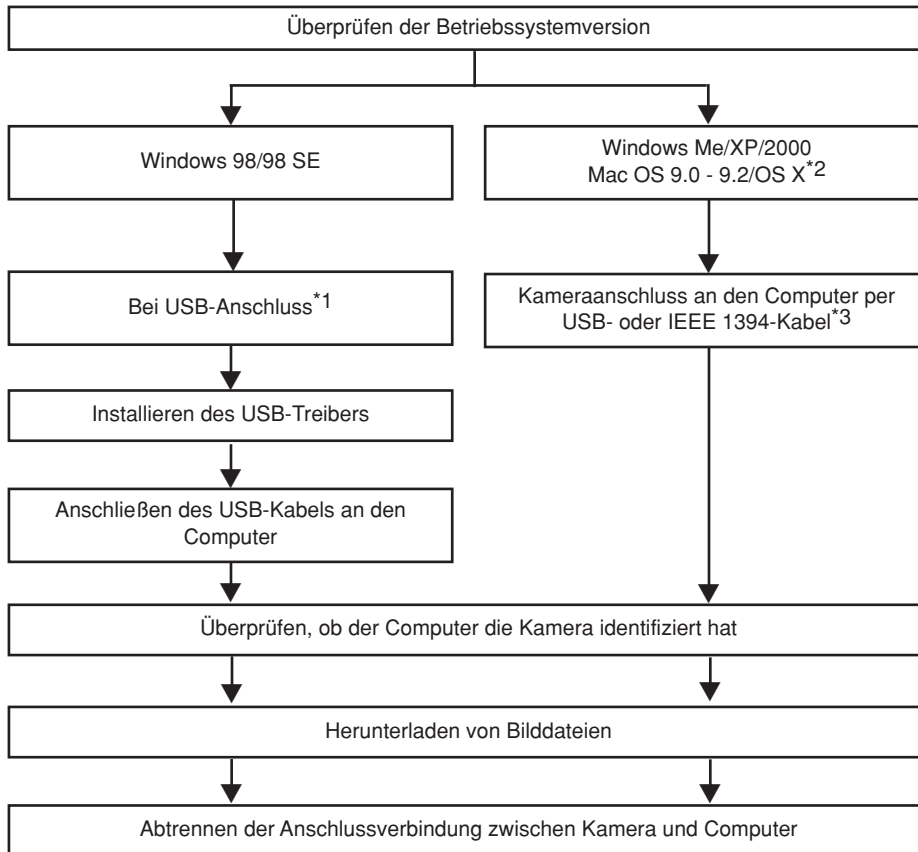 Überprüfen der Betriebssystemversion
Windows 98/98 SE
Windows Me/XP/2000
Mac OS 9.0 - 9.2/OS X*2
Bei USB-Anschluss*1
Kameraanschluss an den Computer per
USB- oder IEEE 1394-Kabel*3
Installieren des USB-Treibers
Anschließen des USB-Kabels an den
Computer
Überprüfen, ob der Computer die Kamera identifiziert hat
Herunterladen von Bilddateien
Abtrennen der Anschlussverbindung zwischen Kamera und Computer